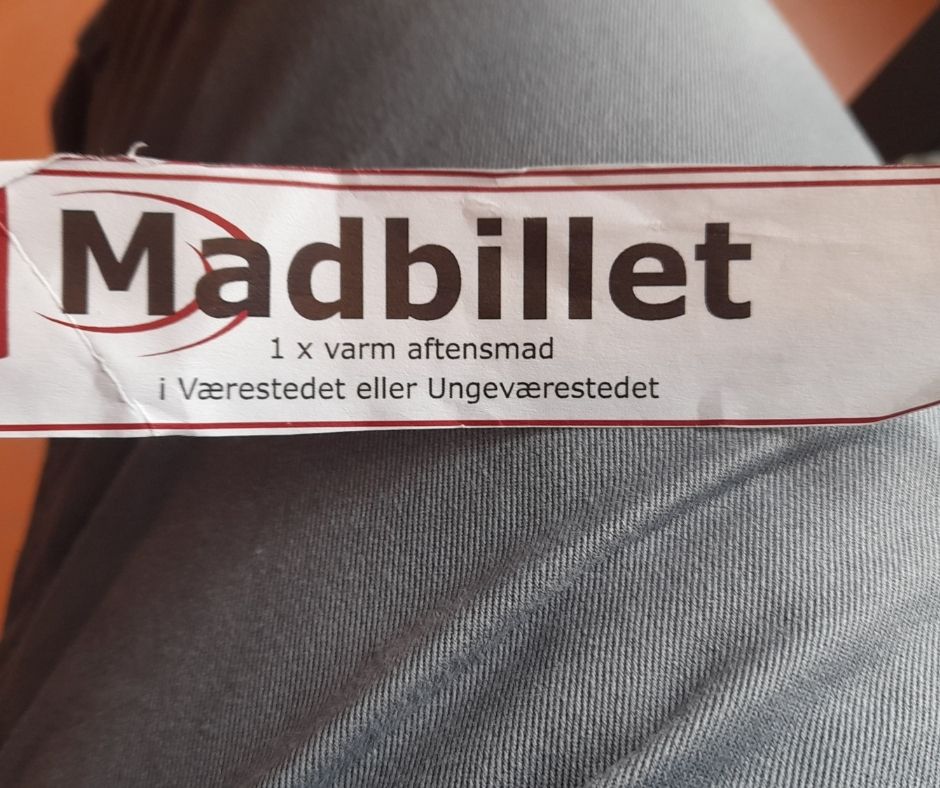 Madbillet
1 x varm aftensmad
i Værestedet eller Ungeværestedet